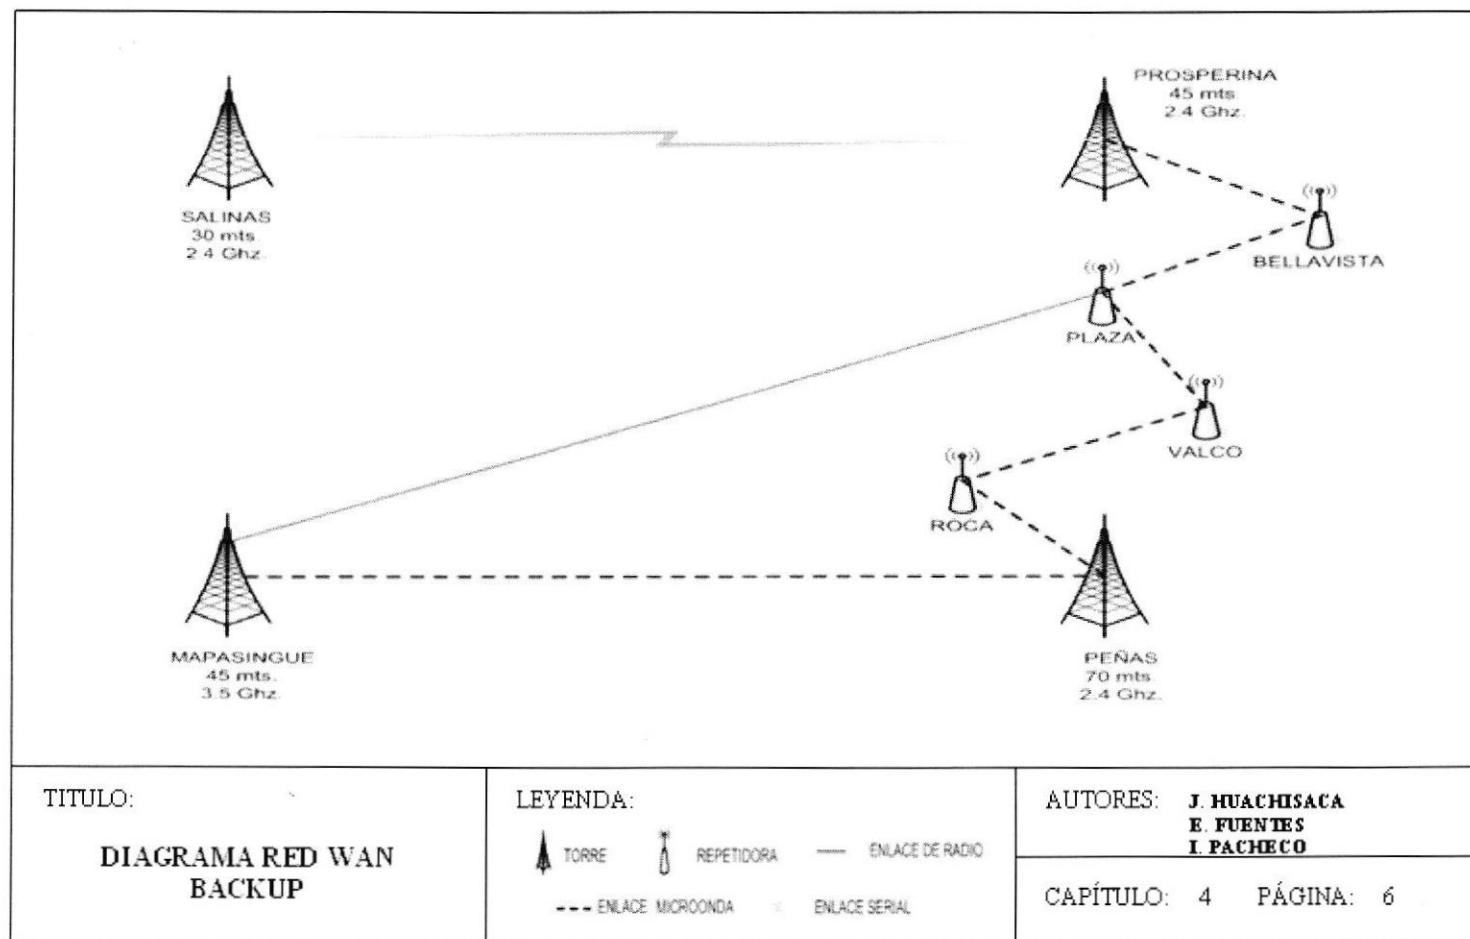 PROSPERINA
45 mts.
2.4 Ghz.
SALINAS
30 mts.
2.4 Ghz.
BELLAVISTA
PLAZA
VALCO
ROCA
MAPASINGUE
45 mts.
3.5 Ghz.
PEÑAS
70 mts.
2.4 Ghz.
TITULO:
DIAGRAMA RED WAN
BACKUP
LEYENDA:
TORRE
REPETIDORA
ENLACE DE RADIO
ENLACE MICROONDA
ENLACE SERIAL
AUTORES: J. HUACHISACA
E. FUENTES
I. PACHECO
CAPÍTULO: 4 PÁGINA: 6